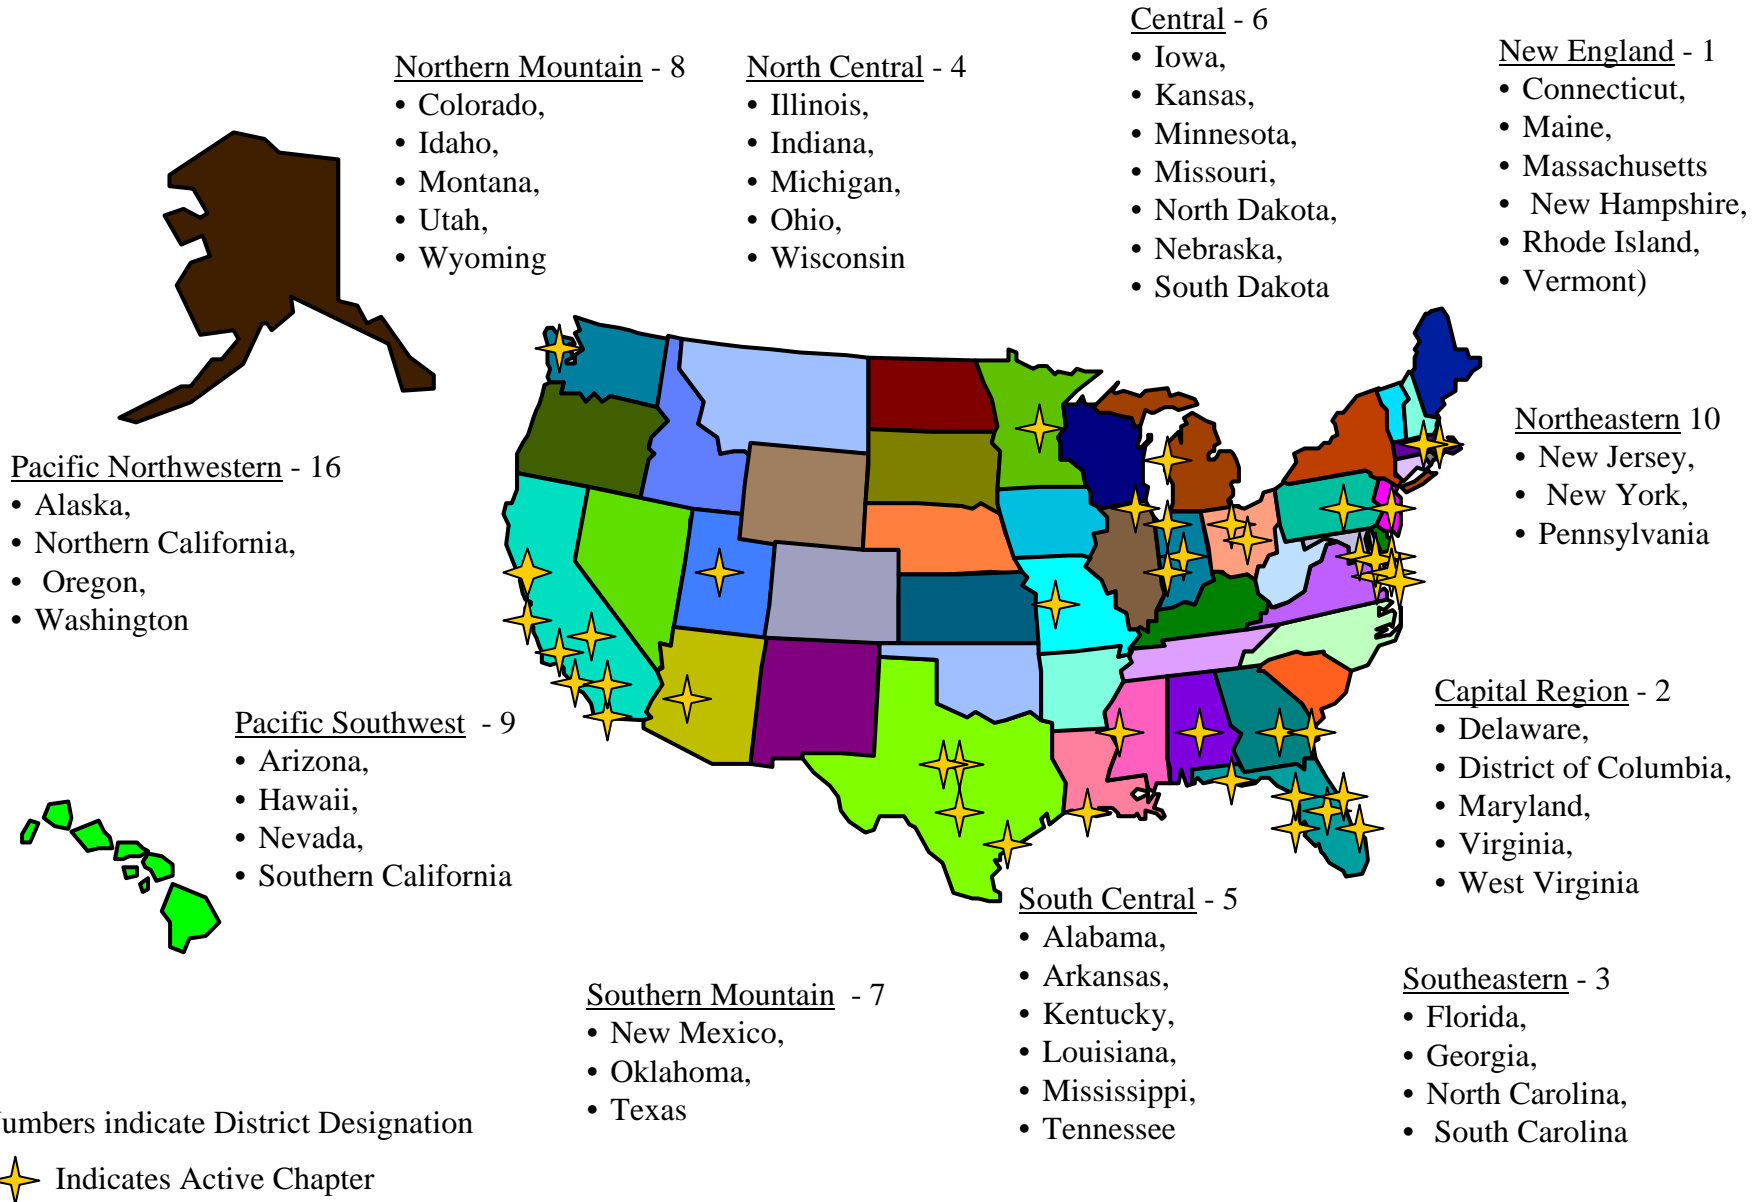 Central - 6
• Iowa,
• Kansas,
• Minnesota,
• Missouri,
• North Dakota,
• Nebraska,
• South Dakota
New England - 1
• Connecticut,
• Maine,
• Massachusetts
• New Hampshire,
• Rhode Island,
• Vermont)
Northern Mountain - 8
• Colorado,
• Idaho,
• Montana,
• Utah,
• Wyoming
North Central - 4
• Illinois,
• Indiana,
• Michigan,
• Ohio,
• Wisconsin
Northeastern 10
• New Jersey,
• New York,
• Pennsylvania
Pacific Northwestern - 16
• Alaska,
• Northern California,
• Oregon,
• Washington
Capital Region - 2
• Delaware,
• District of Columbia,
• Maryland,
• Virginia,
• West Virginia
Pacific Southwest - 9
• Arizona,
• Hawaii,
• Nevada,
• Southern California
South Central - 5
• Alabama,
• Arkansas,
• Kentucky,
• Louisiana,
• Mississippi,
• Tennessee
Southeastern - 3
• Florida,
• Georgia,
• North Carolina,
• South Carolina
Southern Mountain - 7
• New Mexico,
• Oklahoma,
• Texas
umbers indicate District Designation
Indicates Active Chapter